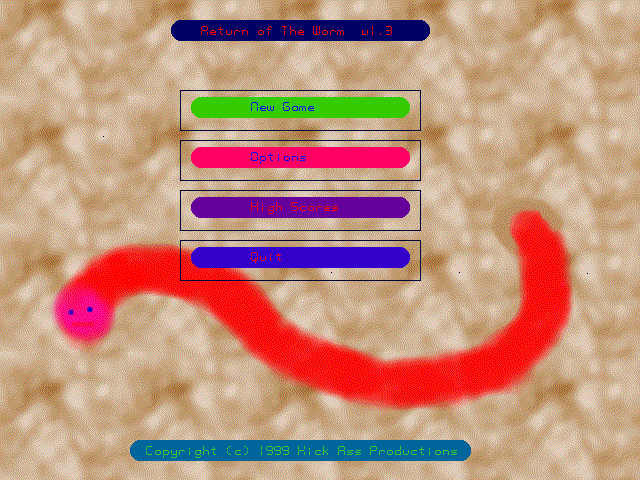 Return of The Worm v1.3
New Game
Options
High Scores
Quit
Copyright (c) 1999 Kick Ass Productions